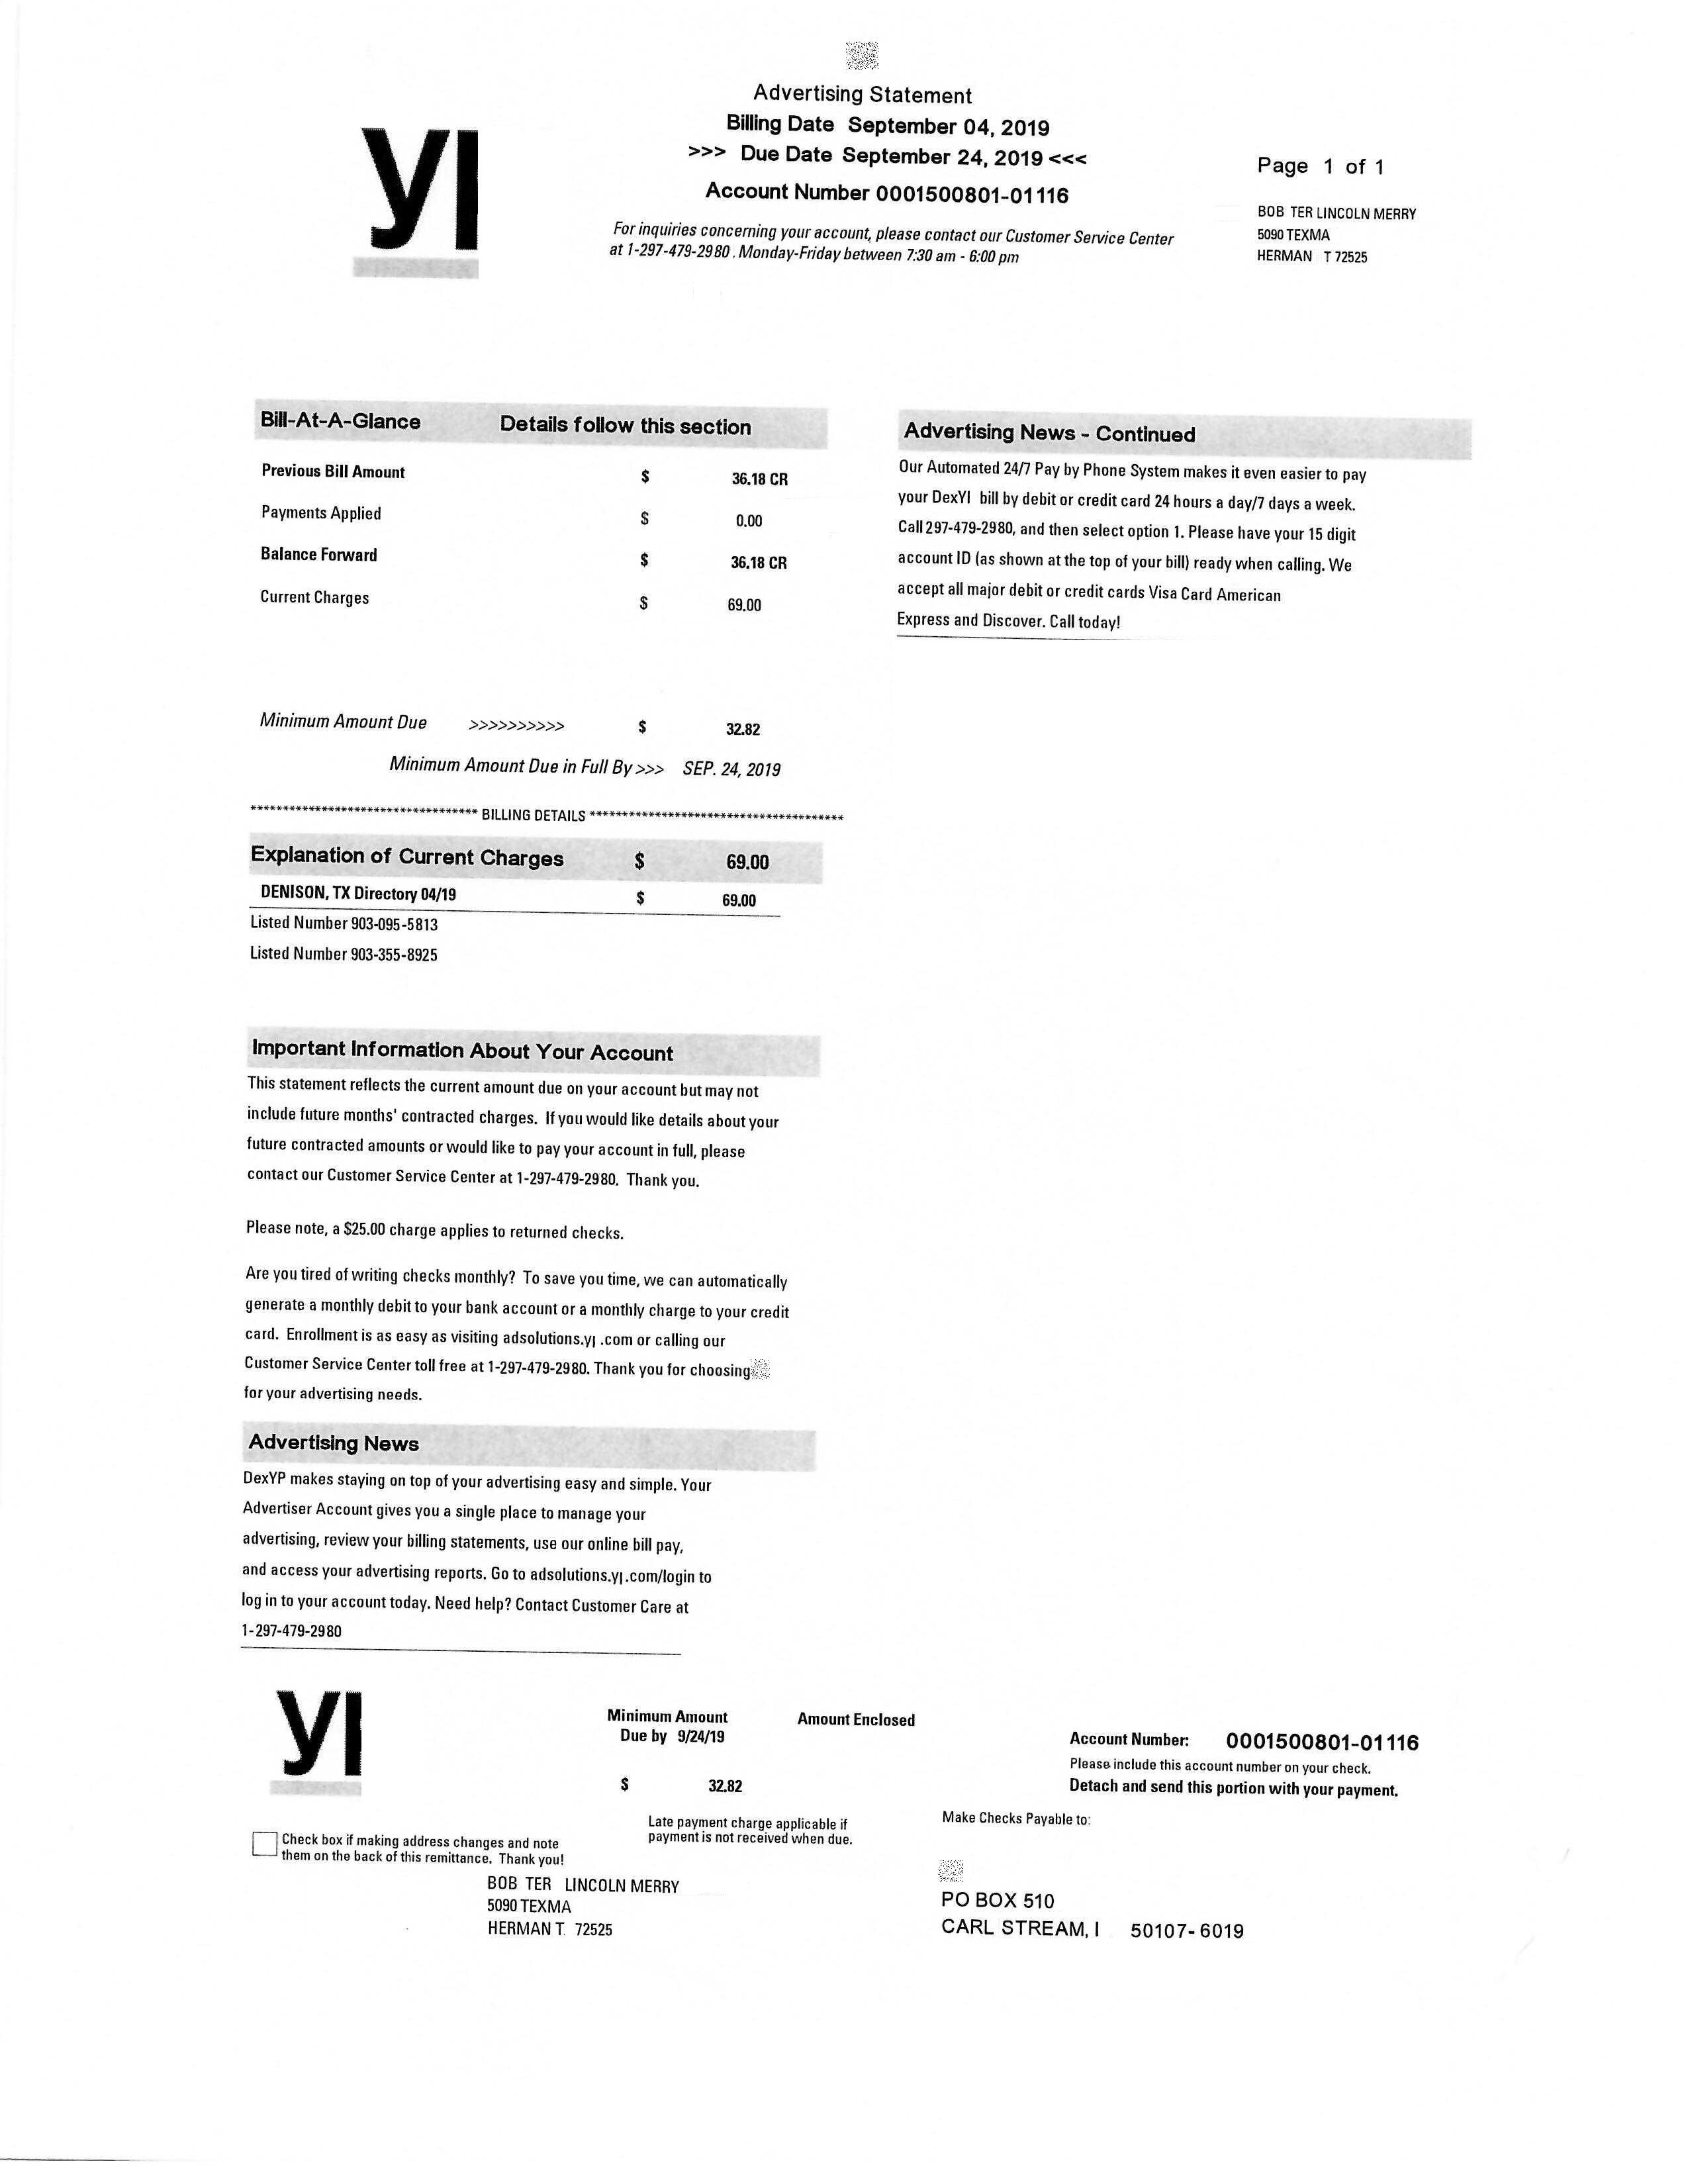 Advertising Statement
Billing Date September 04, 2019
>>> Due Date September 24, 2019 <<<
Account Number 0001500801-01116
For inquiries concerning your account, please contact our Customer Service Center
at 1-297-479-2980 . Monday-Friday between 7:30 am - 6:00 pm
yı
Page 1 of 1
BOB TER LINCOLN MERRY
5090 TEXMA
HERMAN T 72525
Bill-At-A-Glance Details follow this section
Previous Bill Amount $ 36.18 CR
Payments Applied $ 0.00
Balance Forward $ 36.18 CR
Current Charges $ 69.00
Minimum Amount Due >>>>>>>>>> $ 32.82
Minimum Amount Due in Full By >>> SEP. 24, 2019
*********************************** BILLING DETAILS ***************************************
Explanation of Current Charges $ 69.00
DENISON, TX Directory 04/19 $ 69.00
Listed Number 903-095-5813
Listed Number 903-355-8925
Important Information About Your Account
This statement reflects the current amount due on your account but may not
include future months' contracted charges. If you would like details about your
future contracted amounts or would like to pay your account in full, please
contact our Customer Service Center at 1-297-479-2980. Thank you.
Please note, a $25.00 charge applies to returned checks.
Are you tired of writing checks monthly? To save you time, we can automatically
generate a monthly debit to your bank account or a monthly charge to your credit
card. Enrollment is as easy as visiting adsolutions.yı .com or calling our
Customer Service Center toll free at 1-297-479-2980. Thank you for choosing
for your advertising needs.
Advertising News
DexYP makes staying on top of your advertising easy and simple. Your
Advertiser Account gives you a single place to manage your
advertising, review your billing statements, use our online bill pay,
and access your advertising reports. Go to adsolutions.yı.com/login to
log in to your account today. Need help? Contact Customer Care at
1-297-479-2980
Advertising News - Continued
Our Automated 24/7 Pay by Phone System makes it even easier to pay
your DexYI bill by debit or credit card 24 hours a day/7 days a week.
Call 297-479-2980, and then select option 1. Please have your 15 digit
account ID (as shown at the top of your bill) ready when calling. We
accept all major debit or credit cards Visa Card American
Express and Discover. Call today!
yı
Minimum Amount
Due by 9/24/19
$ 32.82
Amount Enclosed
Account Number: 0001500801-01116
Please include this account number on your check.
Detach and send this portion with your payment.
Late payment charge applicable if
payment is not received when due.
Make Checks Payable to:
Check box if making address changes and note
them on the back of this remittance. Thank you!
BOB TER LINCOLN MERRY
5090 TEXMA
HERMAN T 72525
PO BOX 510
CARL STREAM, I 50107- 6019